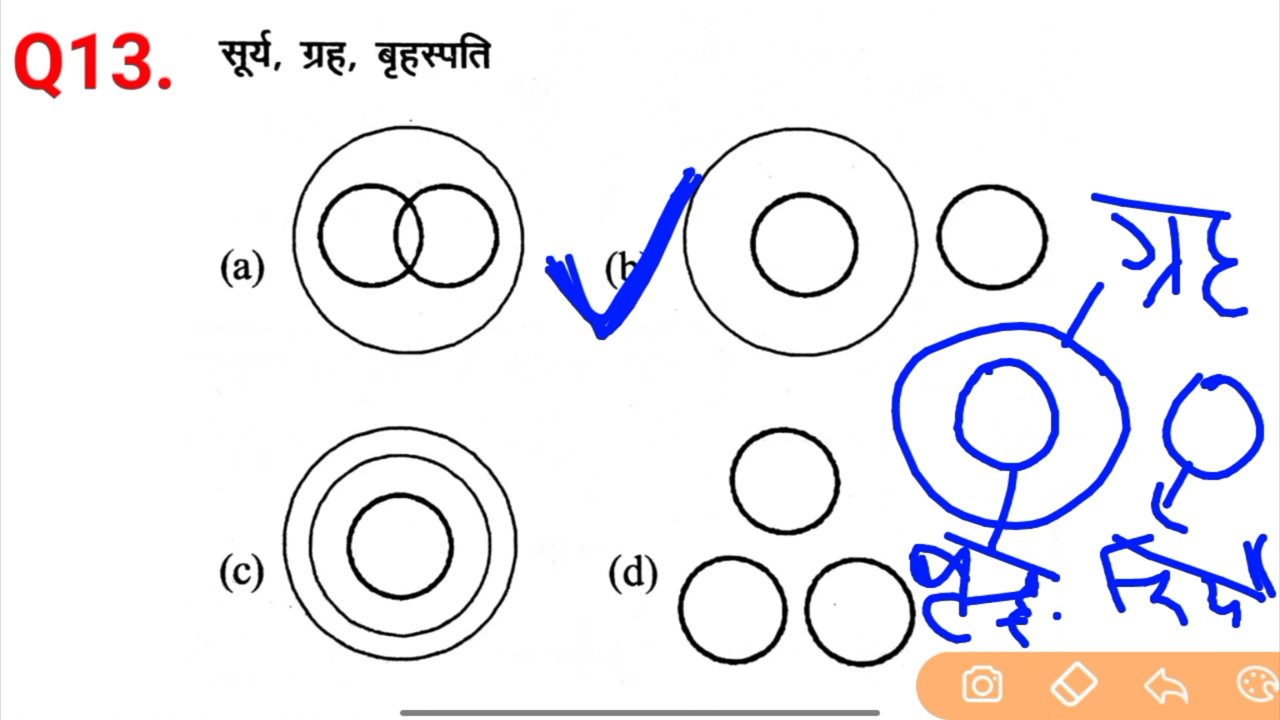 Q13. सूर्य, ग्रह, बृहस्पति
(a)
(b)
ग्रह
(c)
(d)